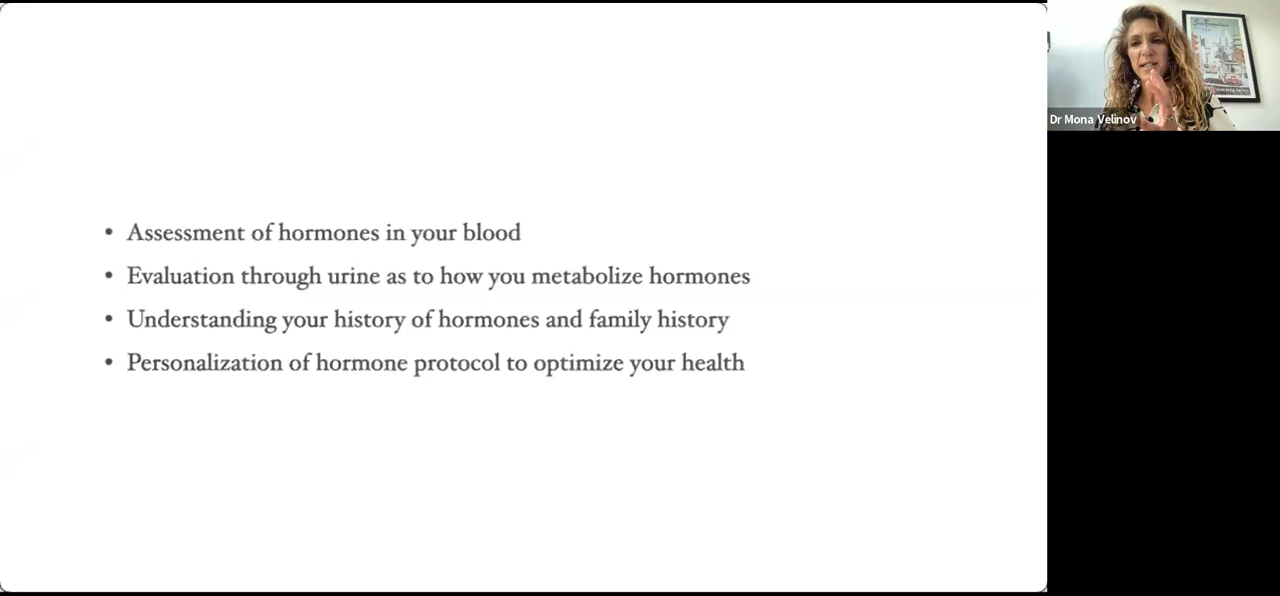 • Assessment of hormones in your blood
• Evaluation through urine as to how you metabolize hormones
• Understanding your history of hormones and family history
• Personalization of hormone protocol to optimize your health
Dr Mona Velinov